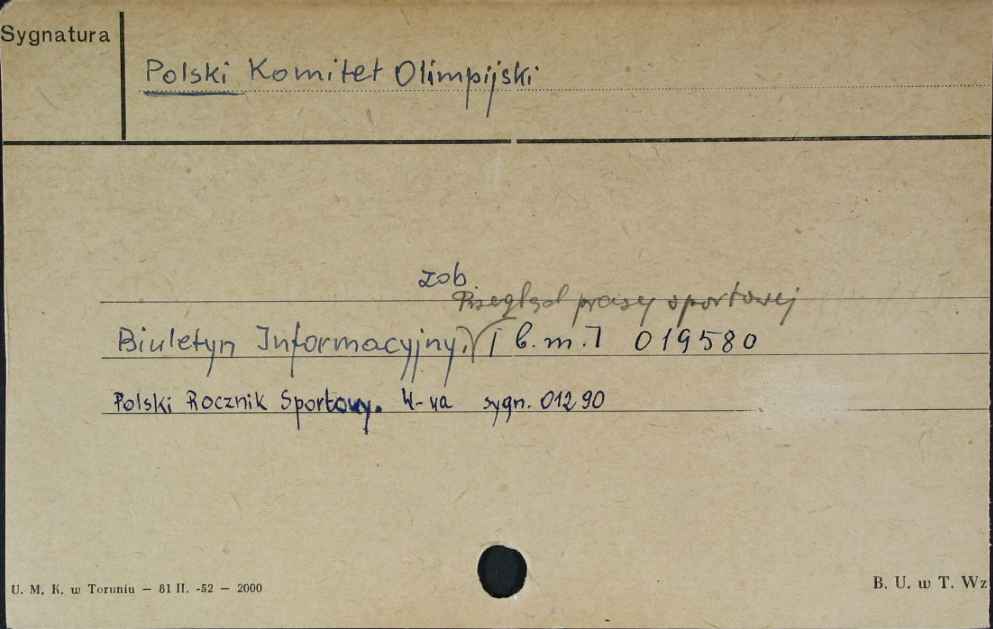 Sygnatura
Polski Komitet Olimpijski
zob.
Przegląd prasy sportowej
Biuletyn Informacyjny. [b.m.] 019580
Polski Rocznik Sportowy. W-wa sygn. 01290
U. M. K. w Toruniu — 81 II. -52 — 2000
B. U. w T. Wz